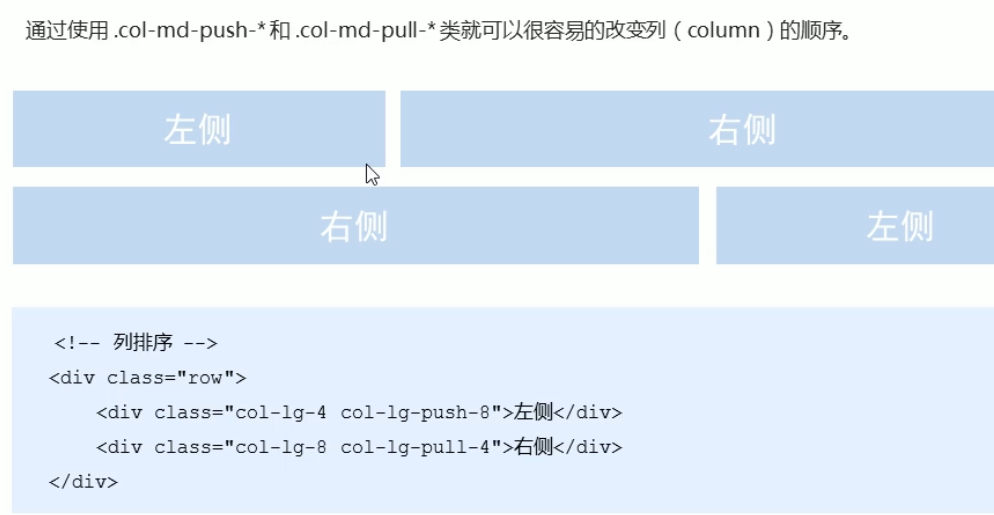 通过使用 .col-md-push-* 和 .col-md-pull-* 类就可以很容易的改变列（column）的顺序。
左侧 右侧
右侧 左侧
<!-- 列排序 -->
<div class="row">
    <div class="col-lg-4 col-lg-push-8">左侧</div>
    <div class="col-lg-8 col-lg-pull-4">右侧</div>
</div>